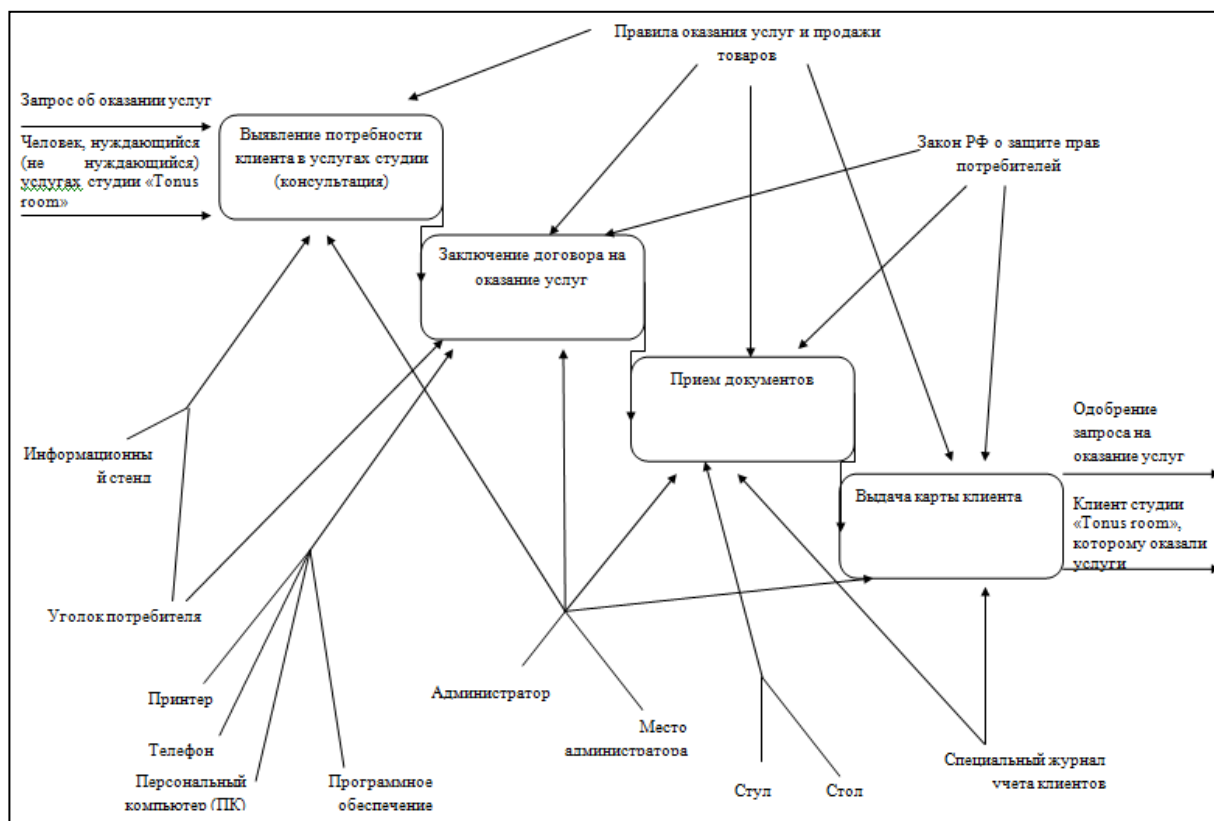 Правила оказания услуг и продажи
товаров
Запрос об оказании услуг
Человек, нуждающийся
(не нуждающийся)
услугах студии «Tonus
room»
Выявление потребности
клиента в услугах студии
(консультация)
Закон РФ о защите прав
потребителей
Заключение договора на
оказание услуг
Прием документов
Одобрение
запроса на
оказание услуг
Выдача карты клиента
Клиент студии
«Tonus room»,
которому оказали
услуги
Информационны
й стенд
Уголок потребителя
Принтер
Телефон
Персональный
компьютер (ПК)
Программное
обеспечение
Администратор
Место
администратора
Стул
Стол
Специальный журнал
учета клиентов